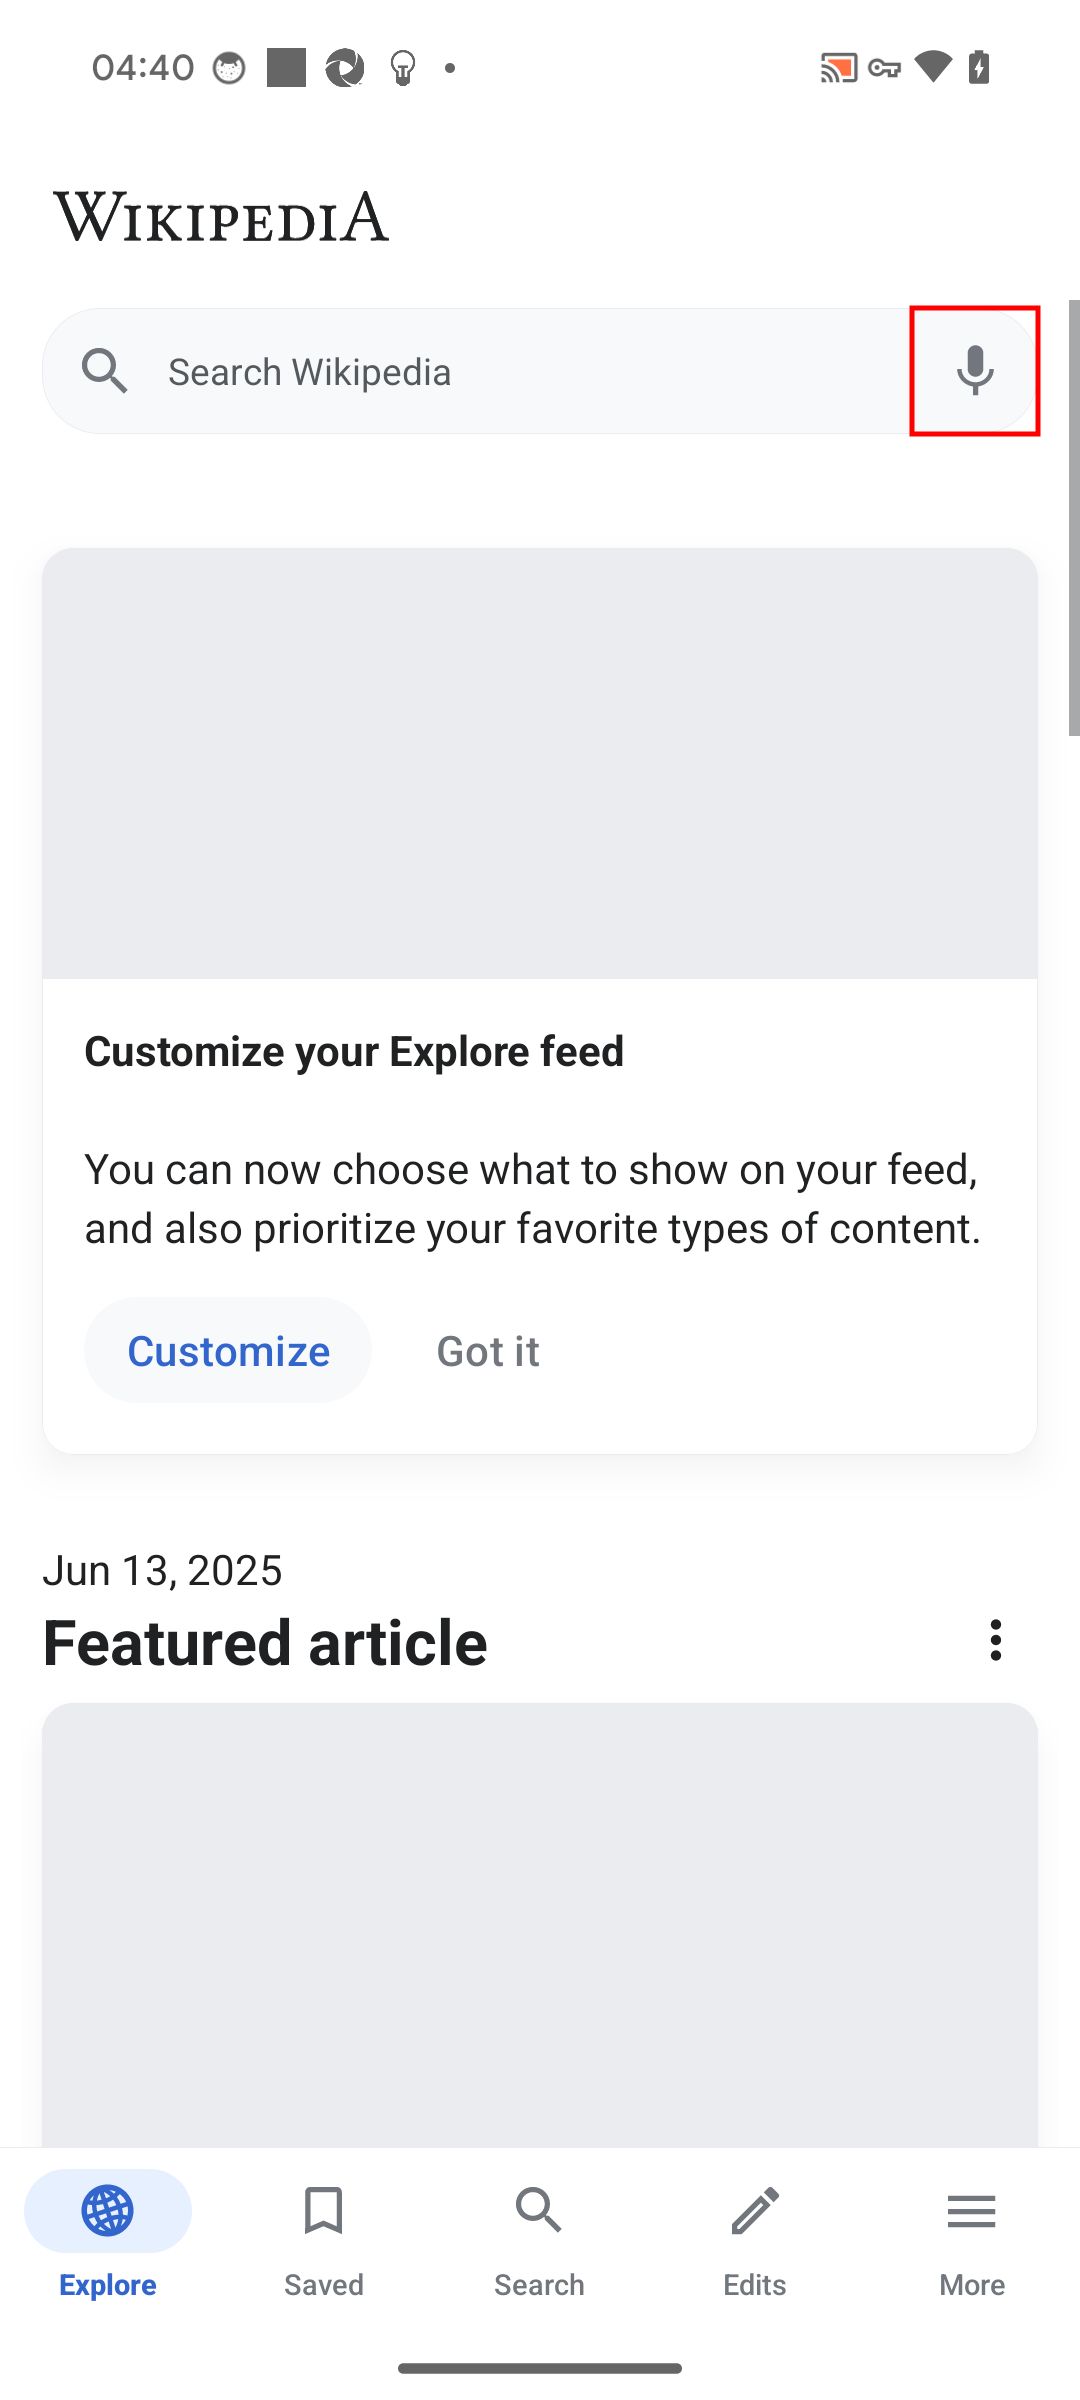 04:40
WIKIPEDIA
Search Wikipedia
Customize your Explore feed
You can now choose what to show on your feed,
and also prioritize your favorite types of content.
Customize Got it
Jun 13, 2025
Featured article
Explore Saved Search Edits More